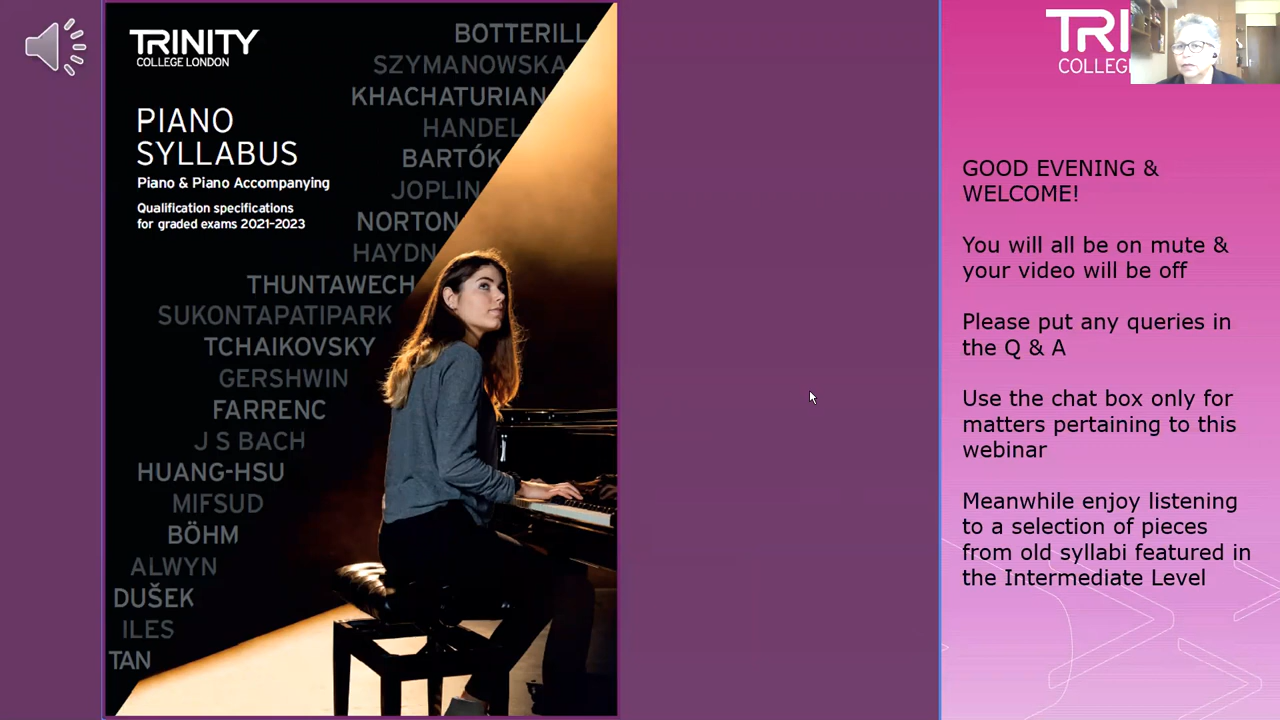 TRINITY
COLLEGE LONDON
PIANO
SYLLABUS
Piano & Piano Accompanying
Qualification specifications
for graded exams 2021–2023
BOTTERILL
SZYMANOWSKA
KHACHATURIAN
HANDEL
BARTÓK
JOPLIN
NORTON
HAYDN
THUNTAWECH
SUKONTAPATIPARK
TCHAIKOVSKY
GERSHWIN
FARRENC
J S BACH
HUANG-HSU
MIFSUD
BÖHM
ALWYN
DUŠEK
ILES
TAN
TRI
COLLEG
GOOD EVENING &
WELCOME!
You will all be on mute &
your video will be off
Please put any queries in
the Q & A
Use the chat box only for
matters pertaining to this
webinar
Meanwhile enjoy listening
to a selection of pieces
from old syllabi featured in
the Intermediate Level